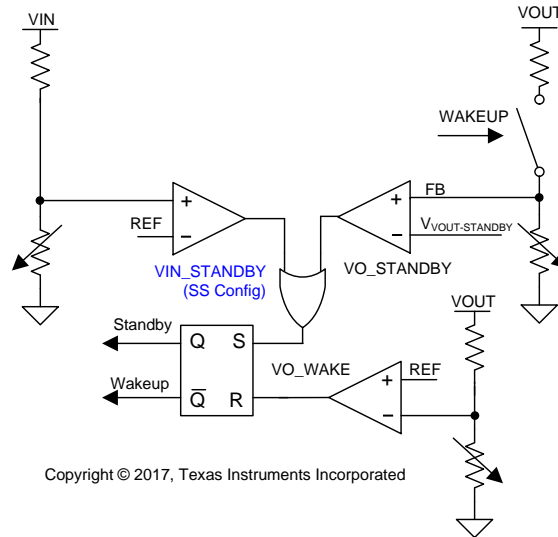 VIN
VOUT
WAKEUP
+
REF
−
+
FB
−
VVOUT-STANDBY
VIN_STANDBY
(SS Config)
VO_STANDBY
VOUT
Standby
Q
S
VO_WAKE
+
REF
Wakeup
Q̅
R
−
Copyright © 2017, Texas Instruments Incorporated